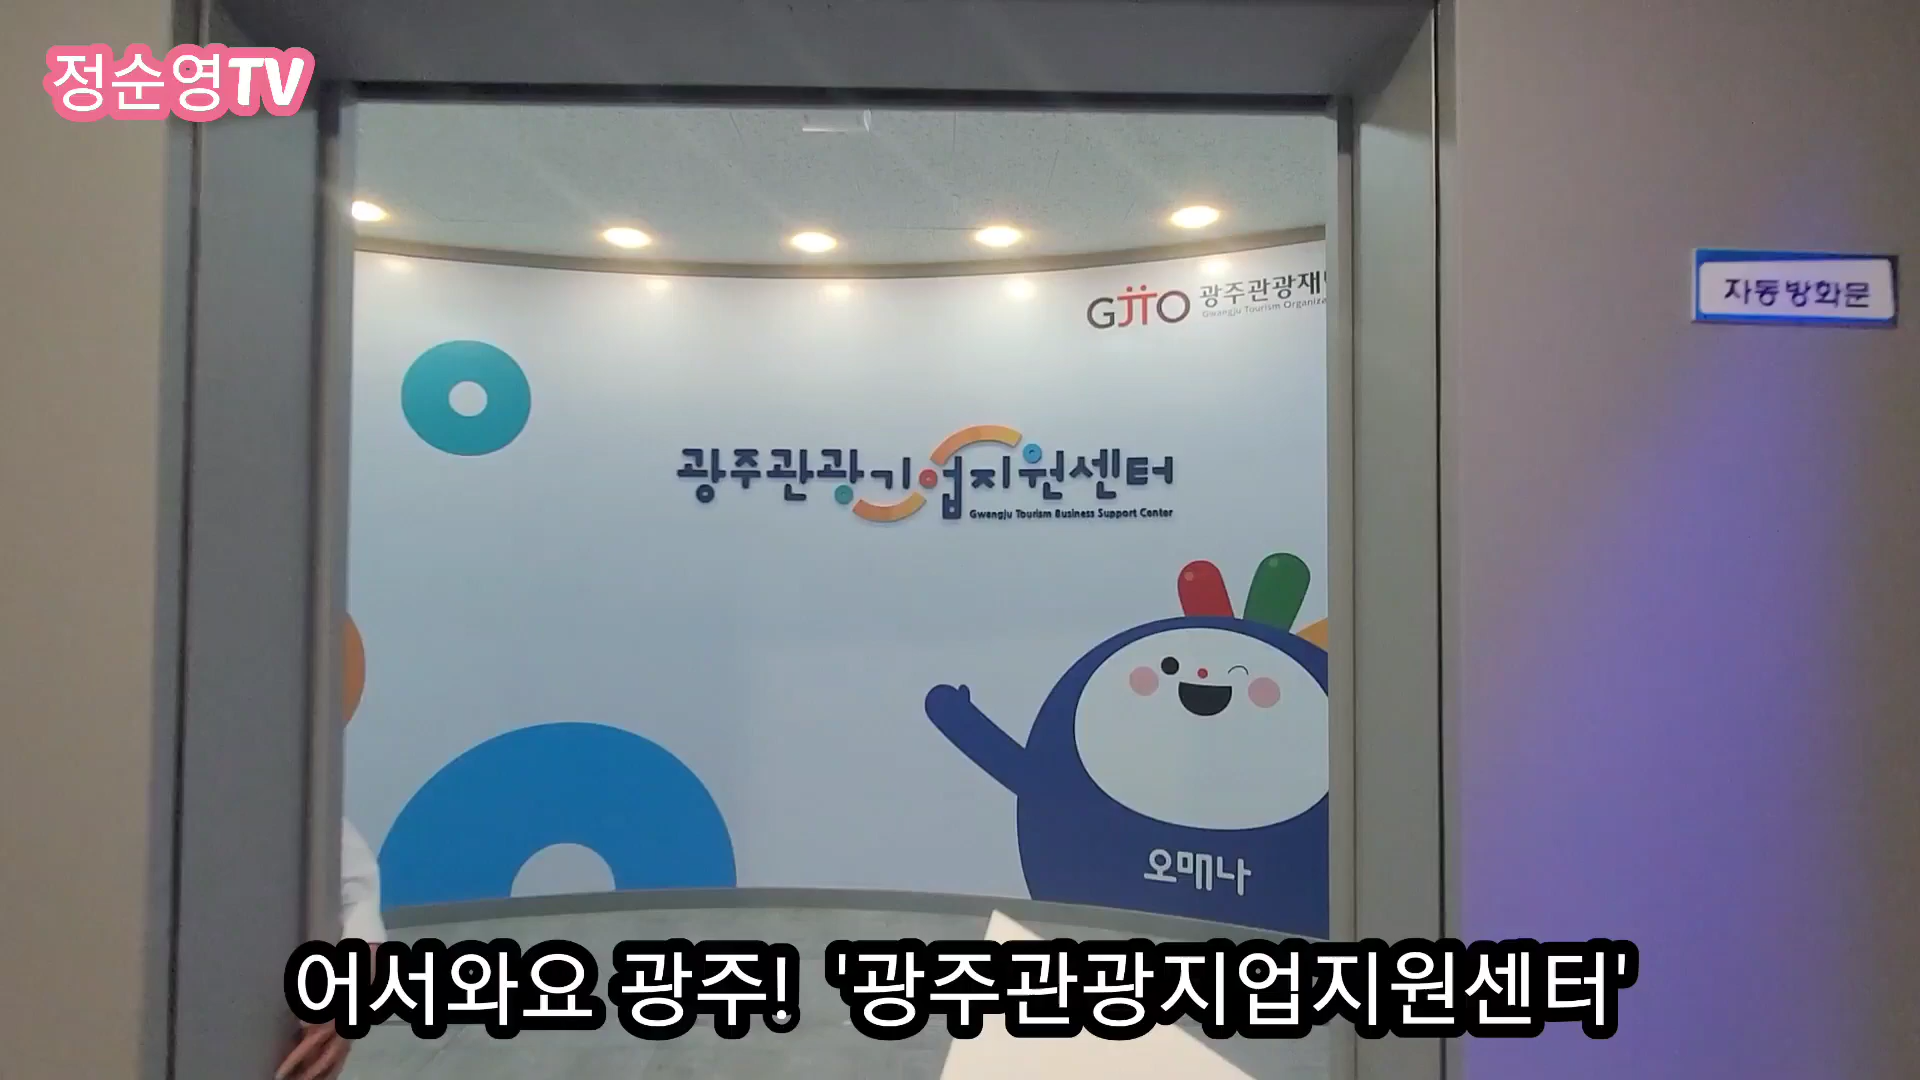 정순영TV
GJTO 광주관광재
Gwangju Tourism Organiza
자동방화문
광주관광기업지원센터
Gwangju Tourism Business Support Center
오매나
어서와요 광주! '광주관광지업지원센터'